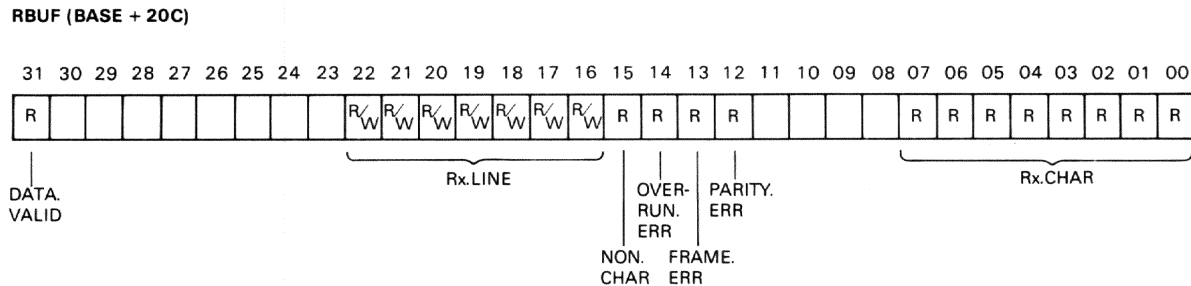 RBUF (BASE + 20C)
31 30 29 28 27 26 25 24 23 22 21 20 19 18 17 16 15 14 13 12 11 10 09 08 07 06 05 04 03 02 01 00
R R/W R/W R/W R/W R/W R/W R/W R R R R R R R R R R R R
Rx.LINE Rx.CHAR
DATA.
VALID
OVER-
RUN.
ERR
PARITY.
ERR
NON.
CHAR
FRAME.
ERR